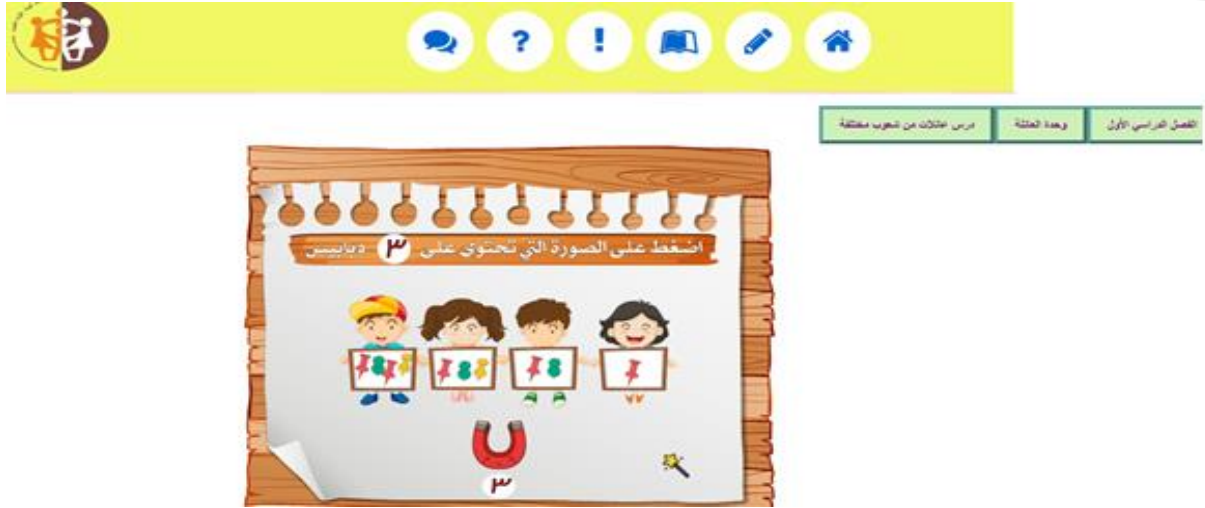 الفصل الدراسي الأول
وحدة العائلة
درس عائلات من شعوب مختلفة
اضغط على الصورة التي تحتوي على ٣ دبابيس
٣